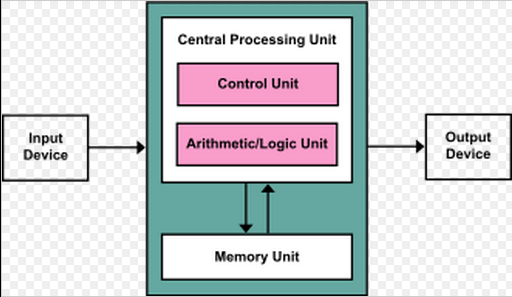 Central Processing Unit
Control Unit
Arithmetic/Logic Unit
Input
Device
Output
Device
Memory Unit